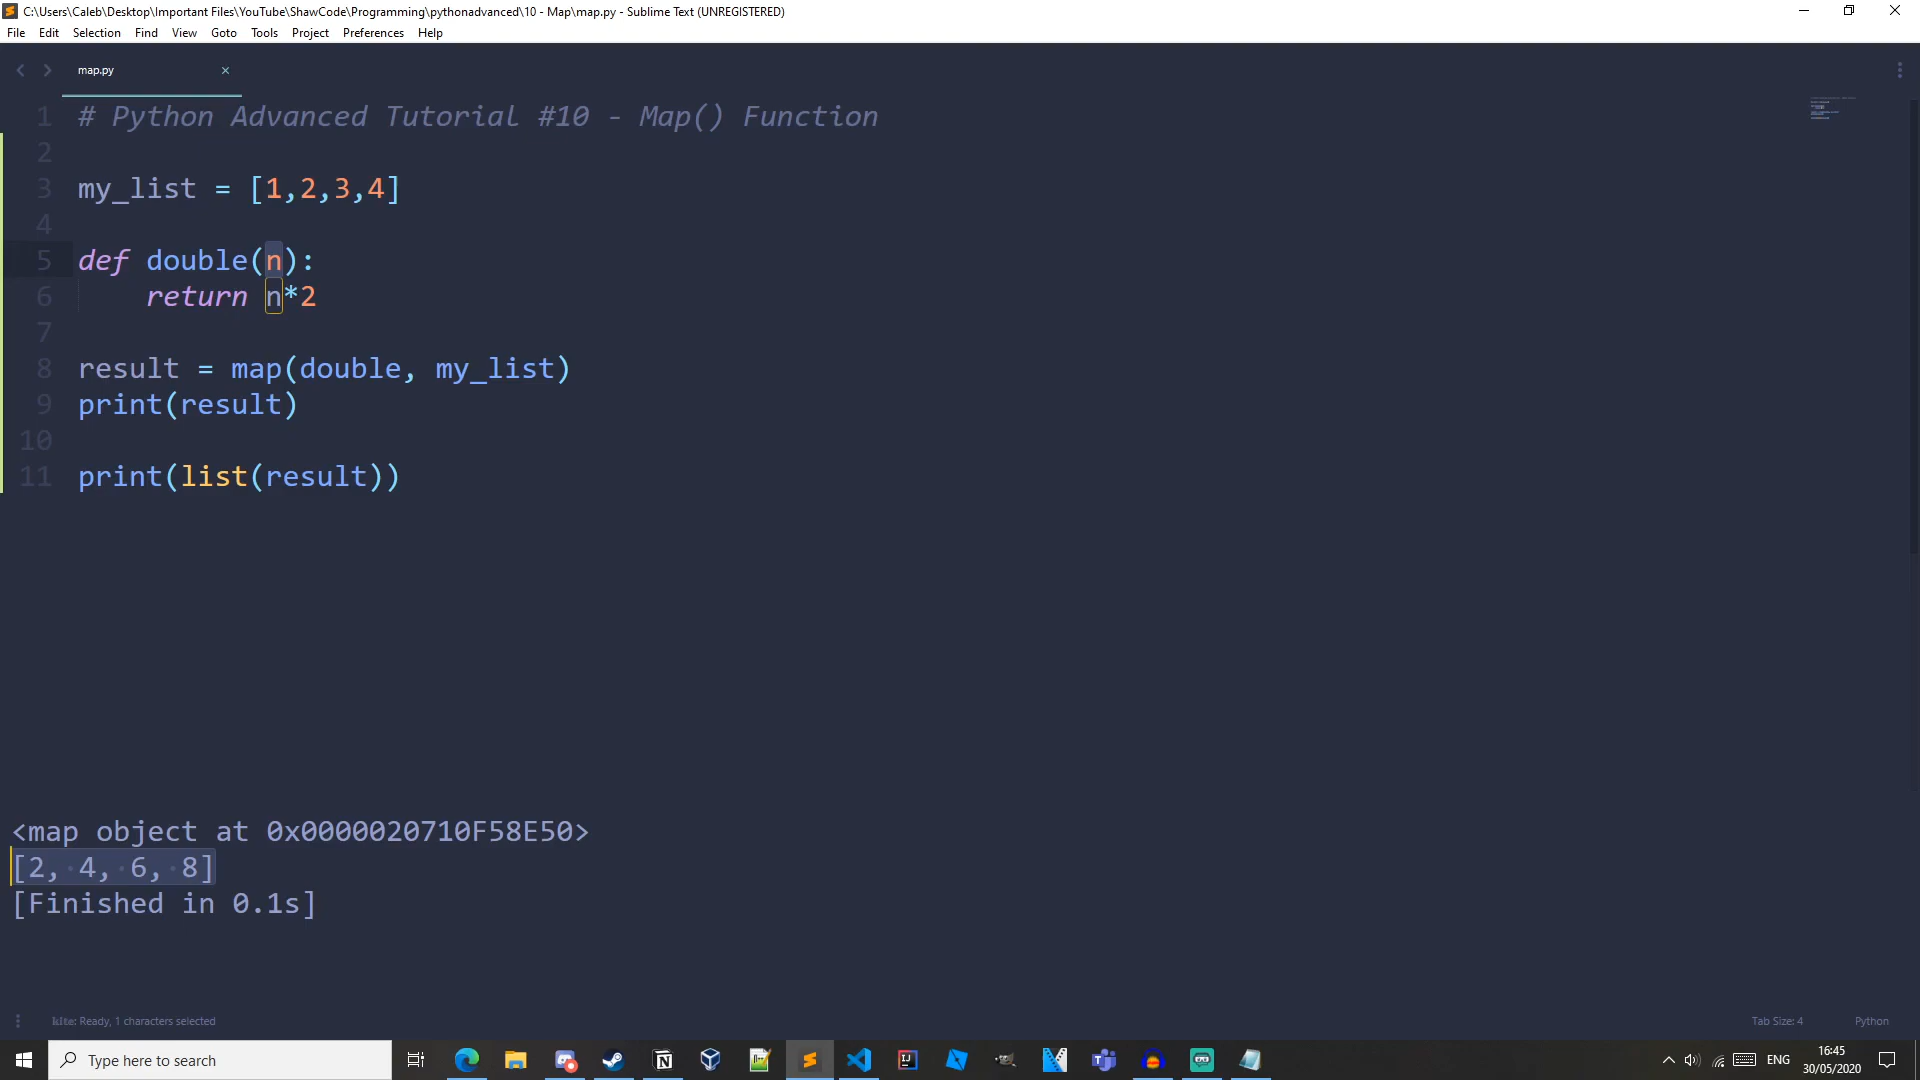 C:\Users\Caleb\Desktop\Important Files\YouTube\ShawCode\Programming\pythonadvanced\10 - Map\map.py - Sublime Text (UNREGISTERED)
File Edit Selection Find View Goto Tools Project Preferences Help
map.py
1 # Python Advanced Tutorial #10 - Map() Function
2
3 my_list = [1,2,3,4]
4
5 def double(n):
6 return n*2
7
8 result = map(double, my_list)
9 print(result)
10
11 print(list(result))
<map object at 0x0000020710F58E50>
[2, 4, 6, 8]
[Finished in 0.1s]
kite: Ready, 1 characters selected Tab Size: 4 Python
Type here to search ENG 16:45
30/05/2020